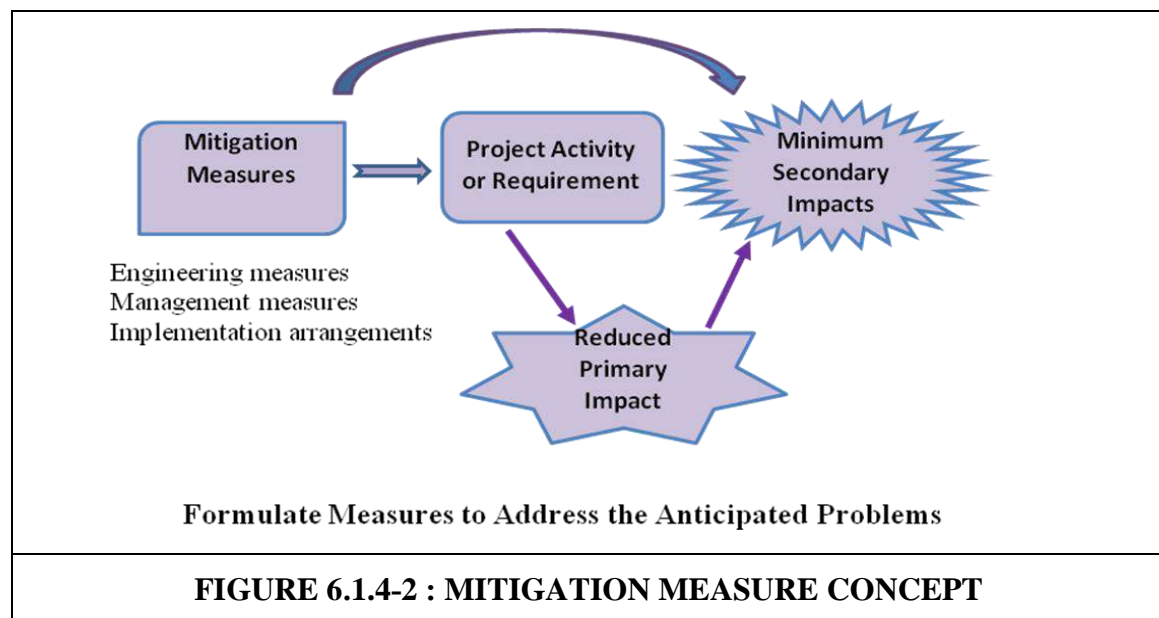 Mitigation
Measures
Project Activity
or Requirement
Minimum
Secondary
Impacts
Engineering measures
Management measures
Implementation arrangements
Reduced
Primary
Impact
Formulate Measures to Address the Anticipated Problems
FIGURE 6.1.4-2 : MITIGATION MEASURE CONCEPT